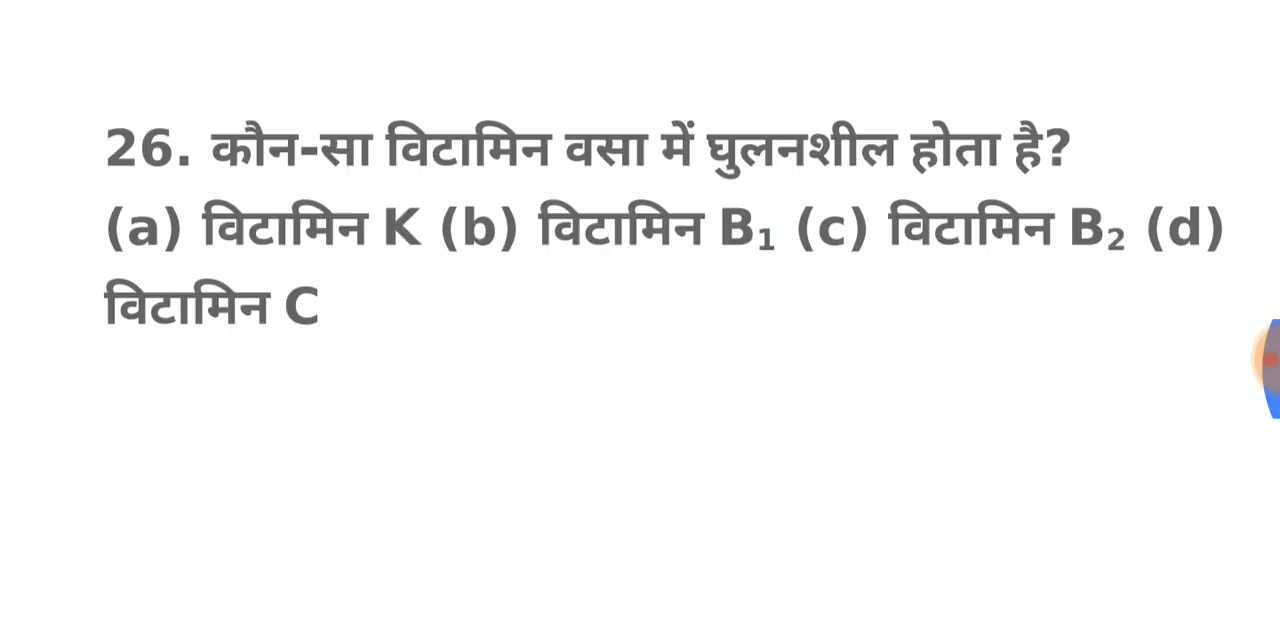 26. कौन-सा विटामिन वसा में घुलनशील होता है?
(a) विटामिन K (b) विटामिन B₁ (c) विटामिन B₂ (d)
विटामिन C